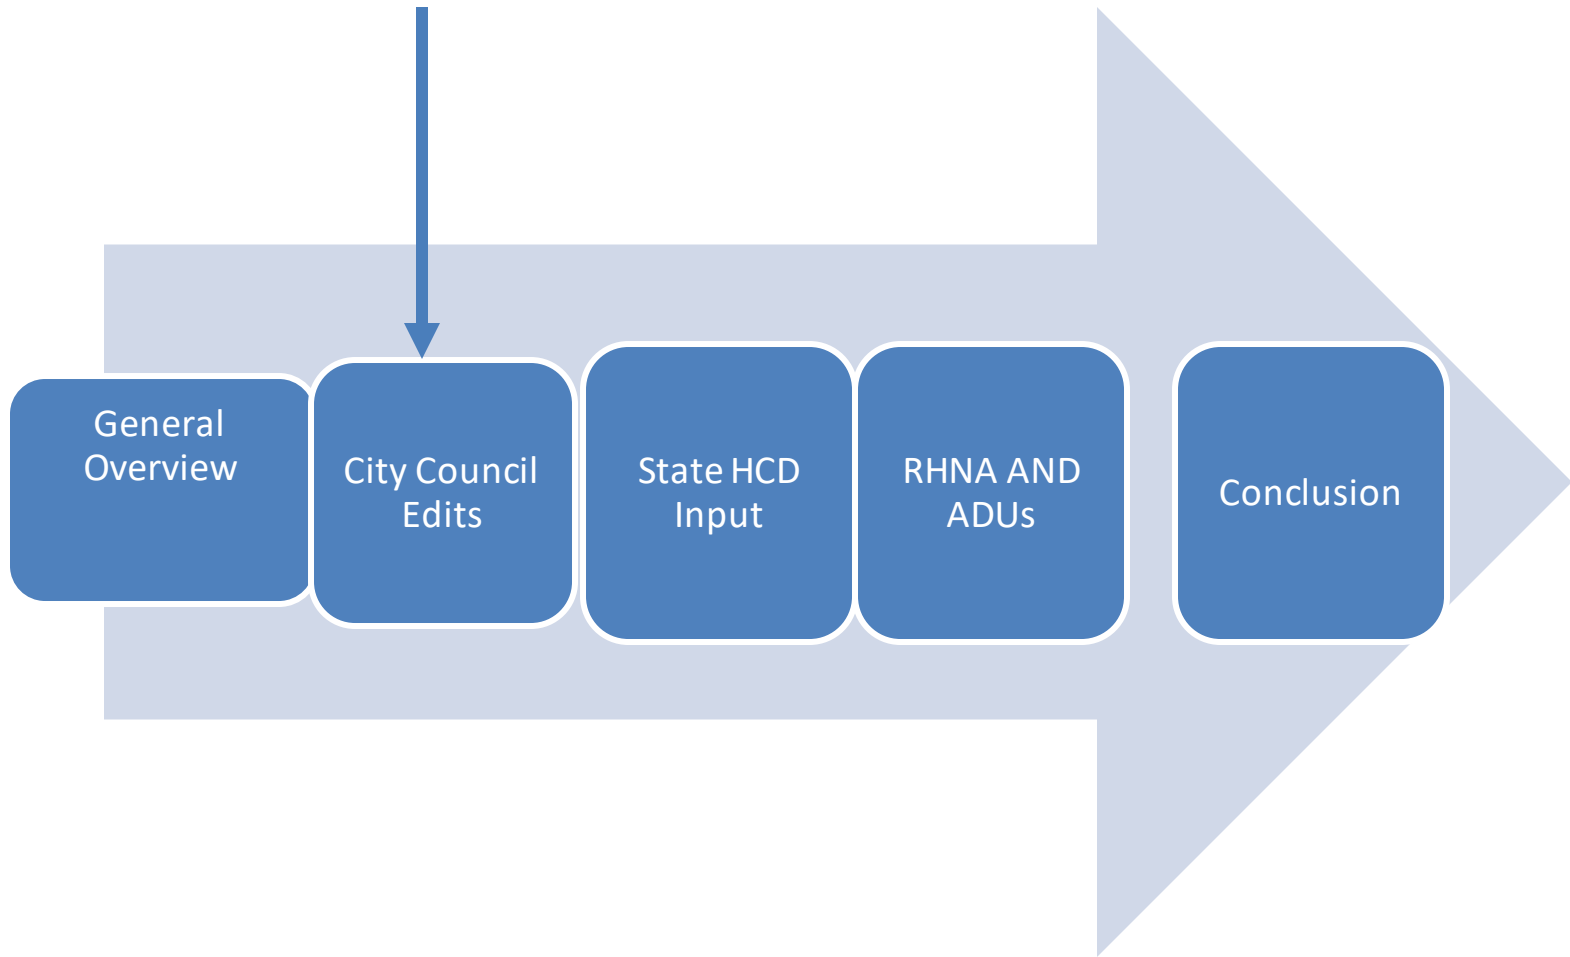 General
Overview
City Council
Edits
State HCD
Input
RHNA AND
ADUs
Conclusion